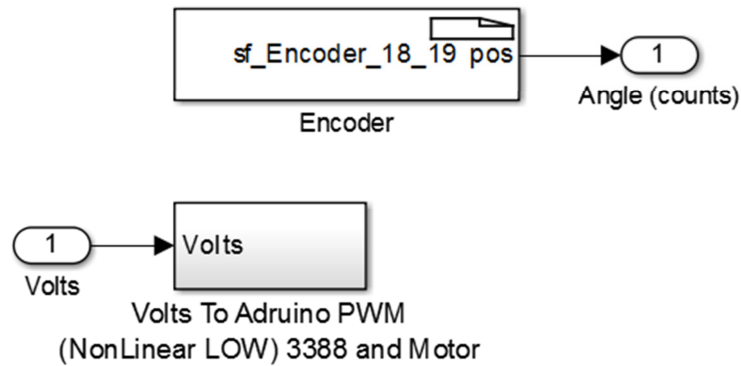 sf_Encoder_18_19 pos
1
Angle (counts)
Encoder
1
Volts
Volts
Volts To Adruino PWM
(NonLinear LOW) 3388 and Motor